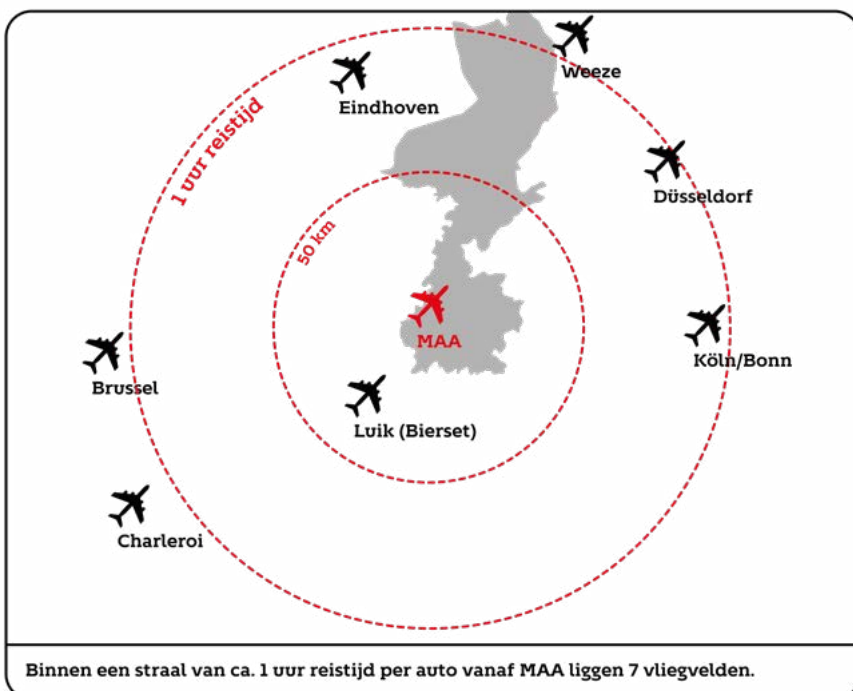 Weeze
Eindhoven
1 uur reistijd
Düsseldorf
50 km
MAA
Köln/Bonn
Brussel
Luik (Bierset)
Charleroi
Binnen een straal van ca. 1 uur reistijd per auto vanaf MAA liggen 7 vliegvelden.